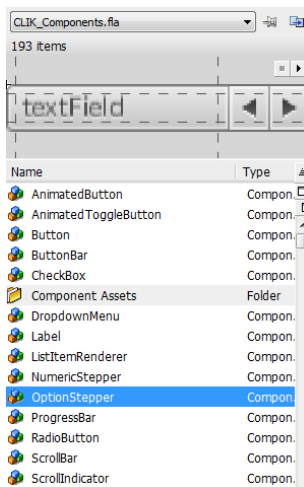 CLIK_Components.fla
193 items
textField
Name Type
AnimatedButton Compon.
AnimatedToggleButton Compon.
Button Compon.
ButtonBar Compon.
CheckBox Compon.
Component Assets Folder
DropdownMenu Compon.
Label Compon.
ListItemRenderer Compon.
NumericStepper Compon.
OptionStepper Compon.
ProgressBar Compon.
RadioButton Compon.
ScrollBar Compon.
ScrollIndicator Compon.